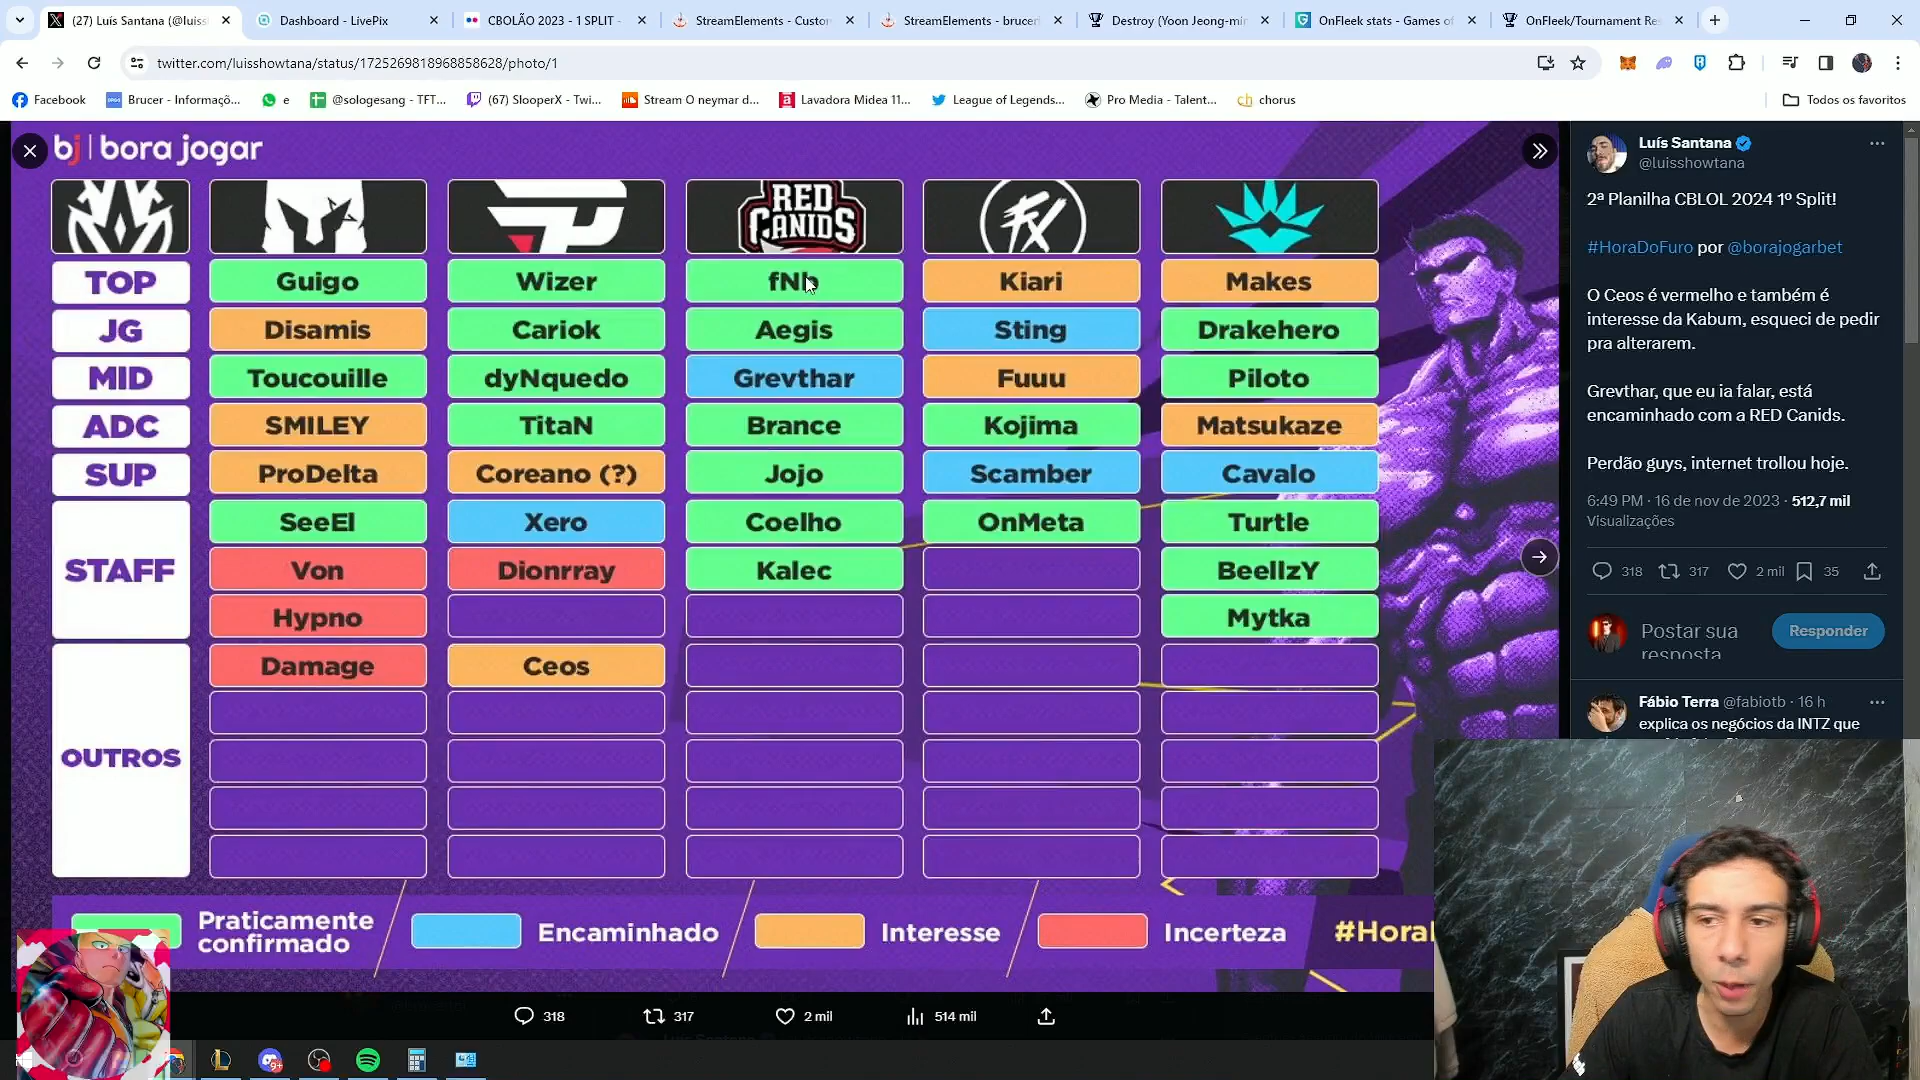 (27) Luís Santana (@luiss
Dashboard - LivePix
CBOLÃO 2023 - 1 SPLIT -
StreamElements - Custom
StreamElements - brucer
Destroy (Yoon Jeong-min
OnFleek stats - Games of
OnFleek/Tournament Res
twitter.com/luisshowtana/status/1725269818968858628/photo/1
Facebook
Brucer - Informaçõ...
e
@sologesang - TFT...
(67) SlooperX - Twi...
Stream O neymar d...
Lavadora Midea 11...
League of Legends...
Pro Media - Talent...
chorus
Todos os favoritos
bj | bora jogar
RED CANIDS
FX
TOP Guigo Wizer fNb Kiari Makes
JG Disamis Cariok Aegis Sting Drakehero
MID Toucouille dyNquedo Grevthar Fuuu Piloto
ADC SMILEY TitaN Brance Kojima Matsukaze
SUP ProDelta Coreano (?) Jojo Scamber Cavalo
STAFF
SeeEl Xero Coelho OnMeta Turtle
Von Dionrray Kalec BeellzY
Hypno Mytka
OUTROS
Damage Ceos
Praticamente
confirmado
Encaminhado
Interesse
Incerteza
#Hora
318 317 2 mil 514 mil
Luís Santana
@luisshowtana
2ª Planilha CBLOL 2024 1º Split!
#HoraDoFuro por @borajogarbet
O Ceos é vermelho e também é
interesse da Kabum, esqueci de pedir
pra alterarem.
Grevthar, que eu ia falar, está
encaminhado com a RED Canids.
Perdão guys, internet trollou hoje.
6:49 PM · 16 de nov de 2023 · 512,7 mil
Visualizações
318 317 2 mil 35
Postar sua
resposta
Responder
Fábio Terra @fabiotb · 16 h
explica os negócios da INTZ que
9+